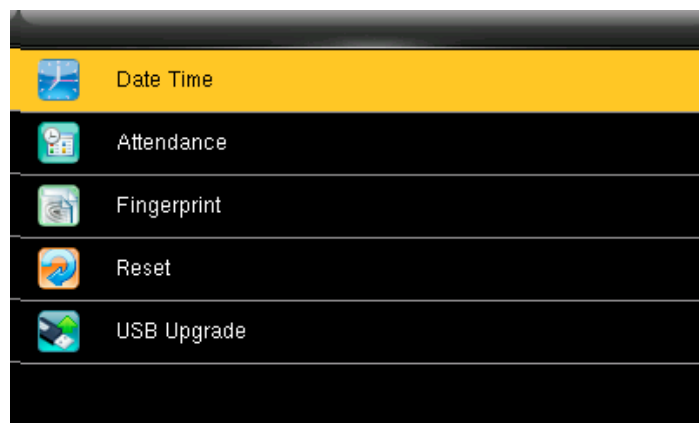 Date Time
Attendance
Fingerprint
Reset
USB Upgrade